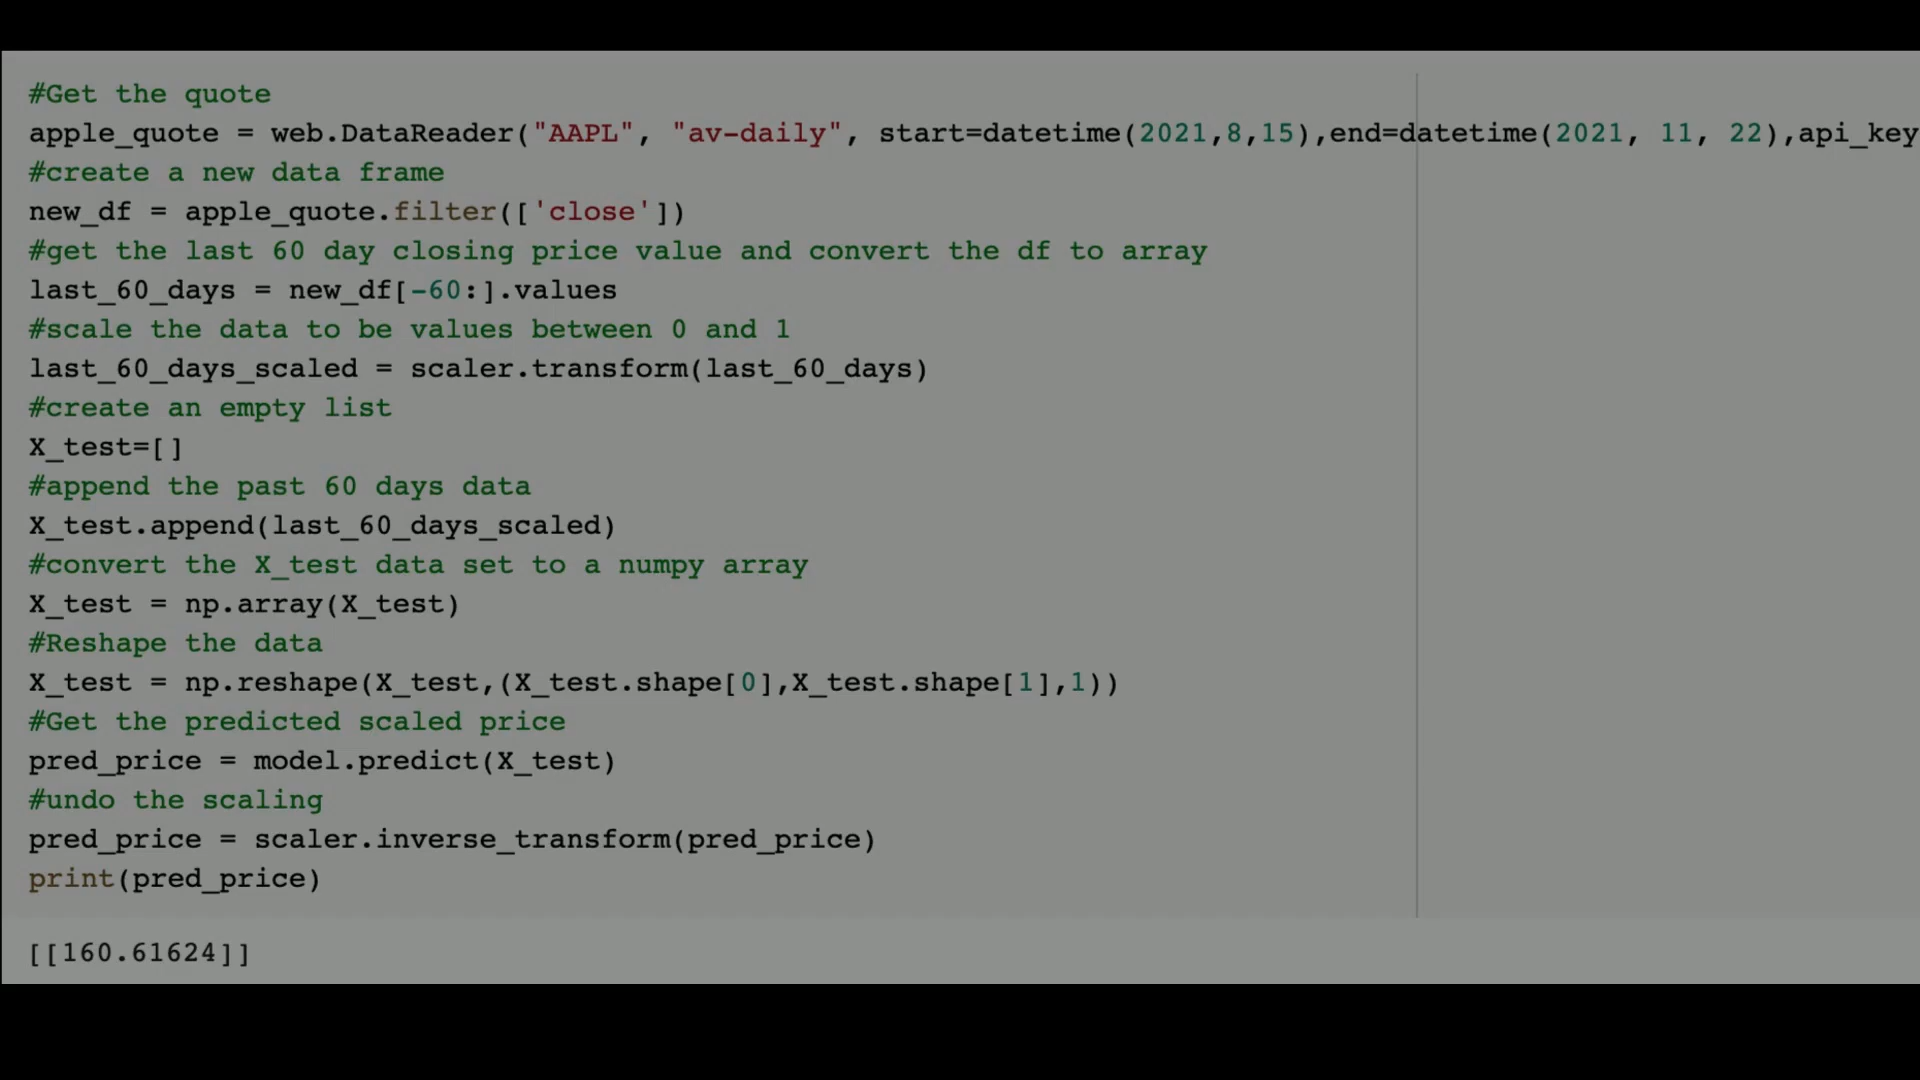 #Get the quote
apple_quote = web.DataReader("AAPL", "av-daily", start=datetime(2021,8,15),end=datetime(2021, 11, 22),api_key
#create a new data frame
new_df = apple_quote.filter(['close'])
#get the last 60 day closing price value and convert the df to array
last_60_days = new_df[-60:].values
#scale the data to be values between 0 and 1
last_60_days_scaled = scaler.transform(last_60_days)
#create an empty list
X_test=[]
#append the past 60 days data
X_test.append(last_60_days_scaled)
#convert the X_test data set to a numpy array
X_test = np.array(X_test)
#Reshape the data
X_test = np.reshape(X_test,(X_test.shape[0],X_test.shape[1],1))
#Get the predicted scaled price
pred_price = model.predict(X_test)
#undo the scaling
pred_price = scaler.inverse_transform(pred_price)
print(pred_price)
[[160.61624]]